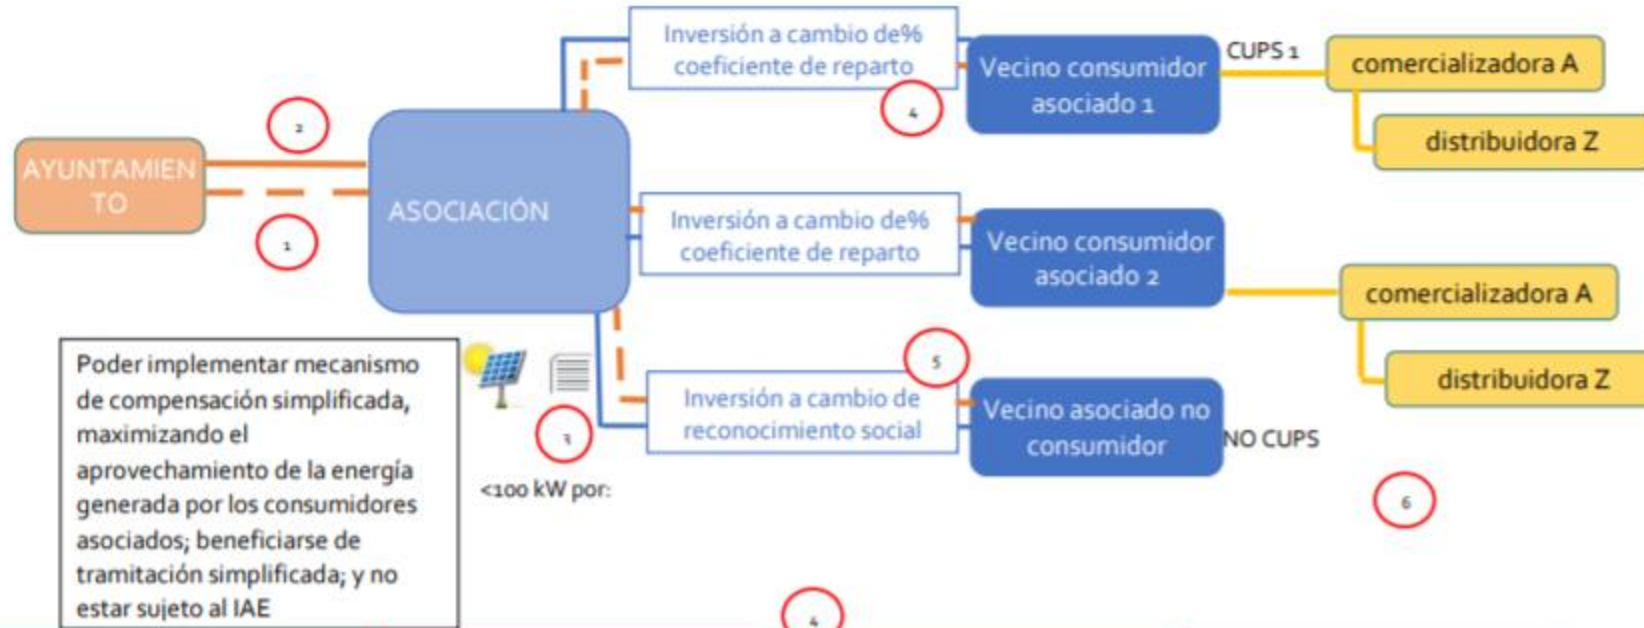 Inversión a cambio de%
coeficiente de reparto
4
Vecino consumidor
asociado 1
CUPS 1
comercializadora A
distribuidora Z
2
AYUNTAMIEN
TO
1
ASOCIACIÓN
Inversión a cambio de%
coeficiente de reparto
Vecino consumidor
asociado 2
comercializadora A
distribuidora Z
5
Inversión a cambio de
reconocimiento social
Vecino asociado no
consumidor
NO CUPS
3
<100 kW por:
6
Poder implementar mecanismo
de compensación simplificada,
maximizando el
aprovechamiento de la energía
generada por los consumidores
asociados; beneficiarse de
tramitación simplificada; y no
estar sujeto al IAE
4